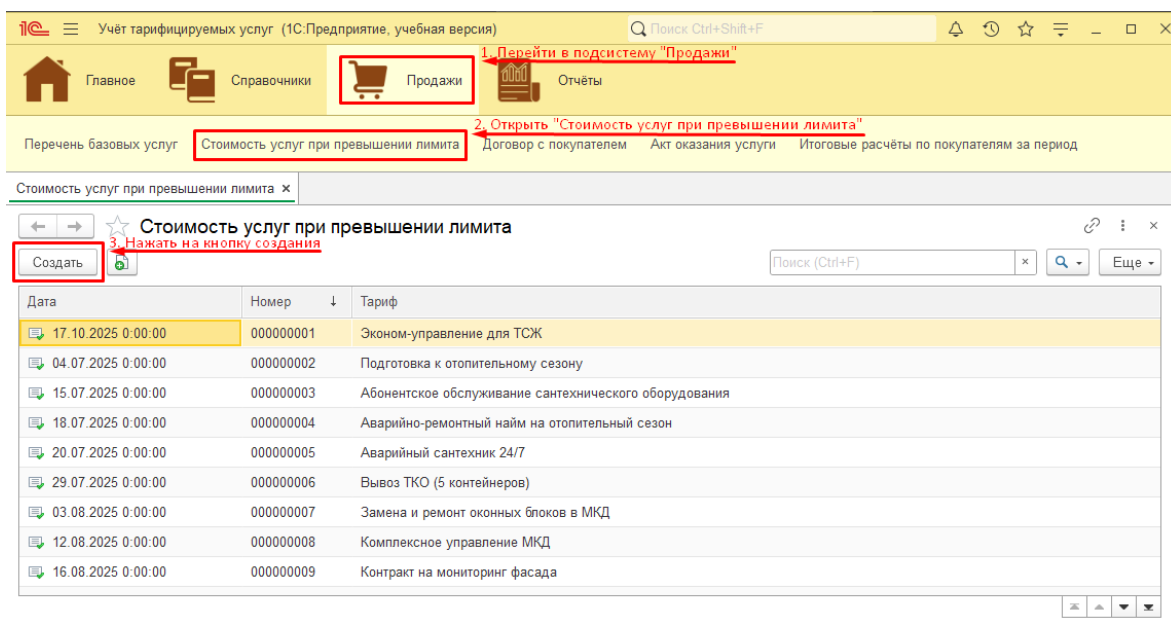 Учёт тарифицируемых услуг (1С:Предприятие, учебная версия)
Поиск Ctrl+Shift+F
1. Перейти в подсистему "Продажи"
Главное
Справочники
Продажи
Отчёты
2. Открыть "Стоимость услуг при превышении лимита"
Перечень базовых услуг Стоимость услуг при превышении лимита Договор с покупателем Акт оказания услуги Итоговые расчёты по покупателям за период
Стоимость услуг при превышении лимита ×
Стоимость услуг при превышении лимита
3. Нажать на кнопку создания
Создать Поиск (Ctrl+F) × Еще
Дата Номер ↓ Тариф
17.10.2025 0:00:00 000000001 Эконом-управление для ТСЖ
04.07.2025 0:00:00 000000002 Подготовка к отопительному сезону
15.07.2025 0:00:00 000000003 Абонентское обслуживание сантехнического оборудования
18.07.2025 0:00:00 000000004 Аварийно-ремонтный найм на отопительный сезон
20.07.2025 0:00:00 000000005 Аварийный сантехник 24/7
29.07.2025 0:00:00 000000006 Вывоз ТКО (5 контейнеров)
03.08.2025 0:00:00 000000007 Замена и ремонт оконных блоков в МКД
12.08.2025 0:00:00 000000008 Комплексное управление МКД
16.08.2025 0:00:00 000000009 Контракт на мониторинг фасада